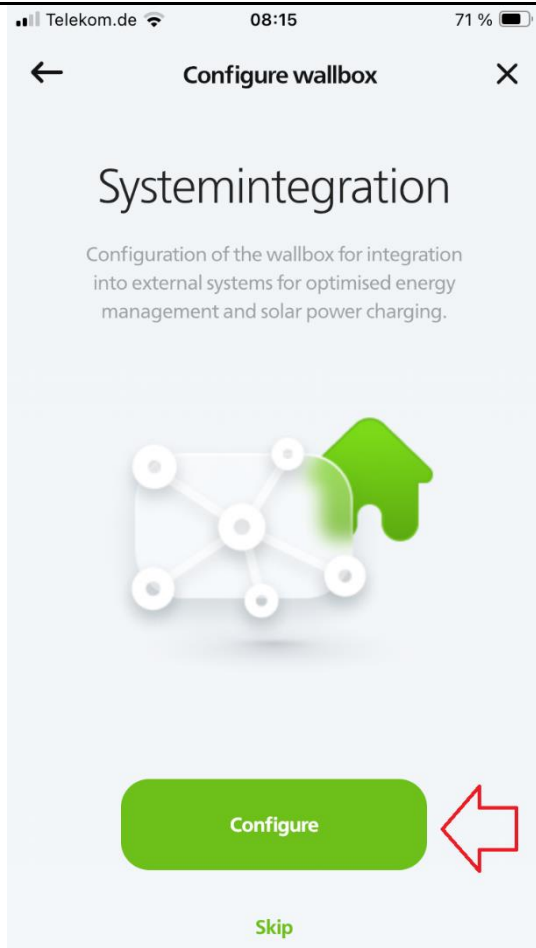 Telekom.de 08:15 71 %
Configure wallbox
Systemintegration
Configuration of the wallbox for integration
into external systems for optimised energy
management and solar power charging.
Configure
Skip